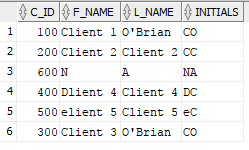 C_ID F_NAME L_NAME INITIALS
1 100 Client 1 O'Brian CO
2 200 Client 2 Client 2 CC
3 600 N A NA
4 400 Dlient 4 Client 4 DC
5 500 elient 5 Client 5 eC
6 300 Client 3 O'Brian CO